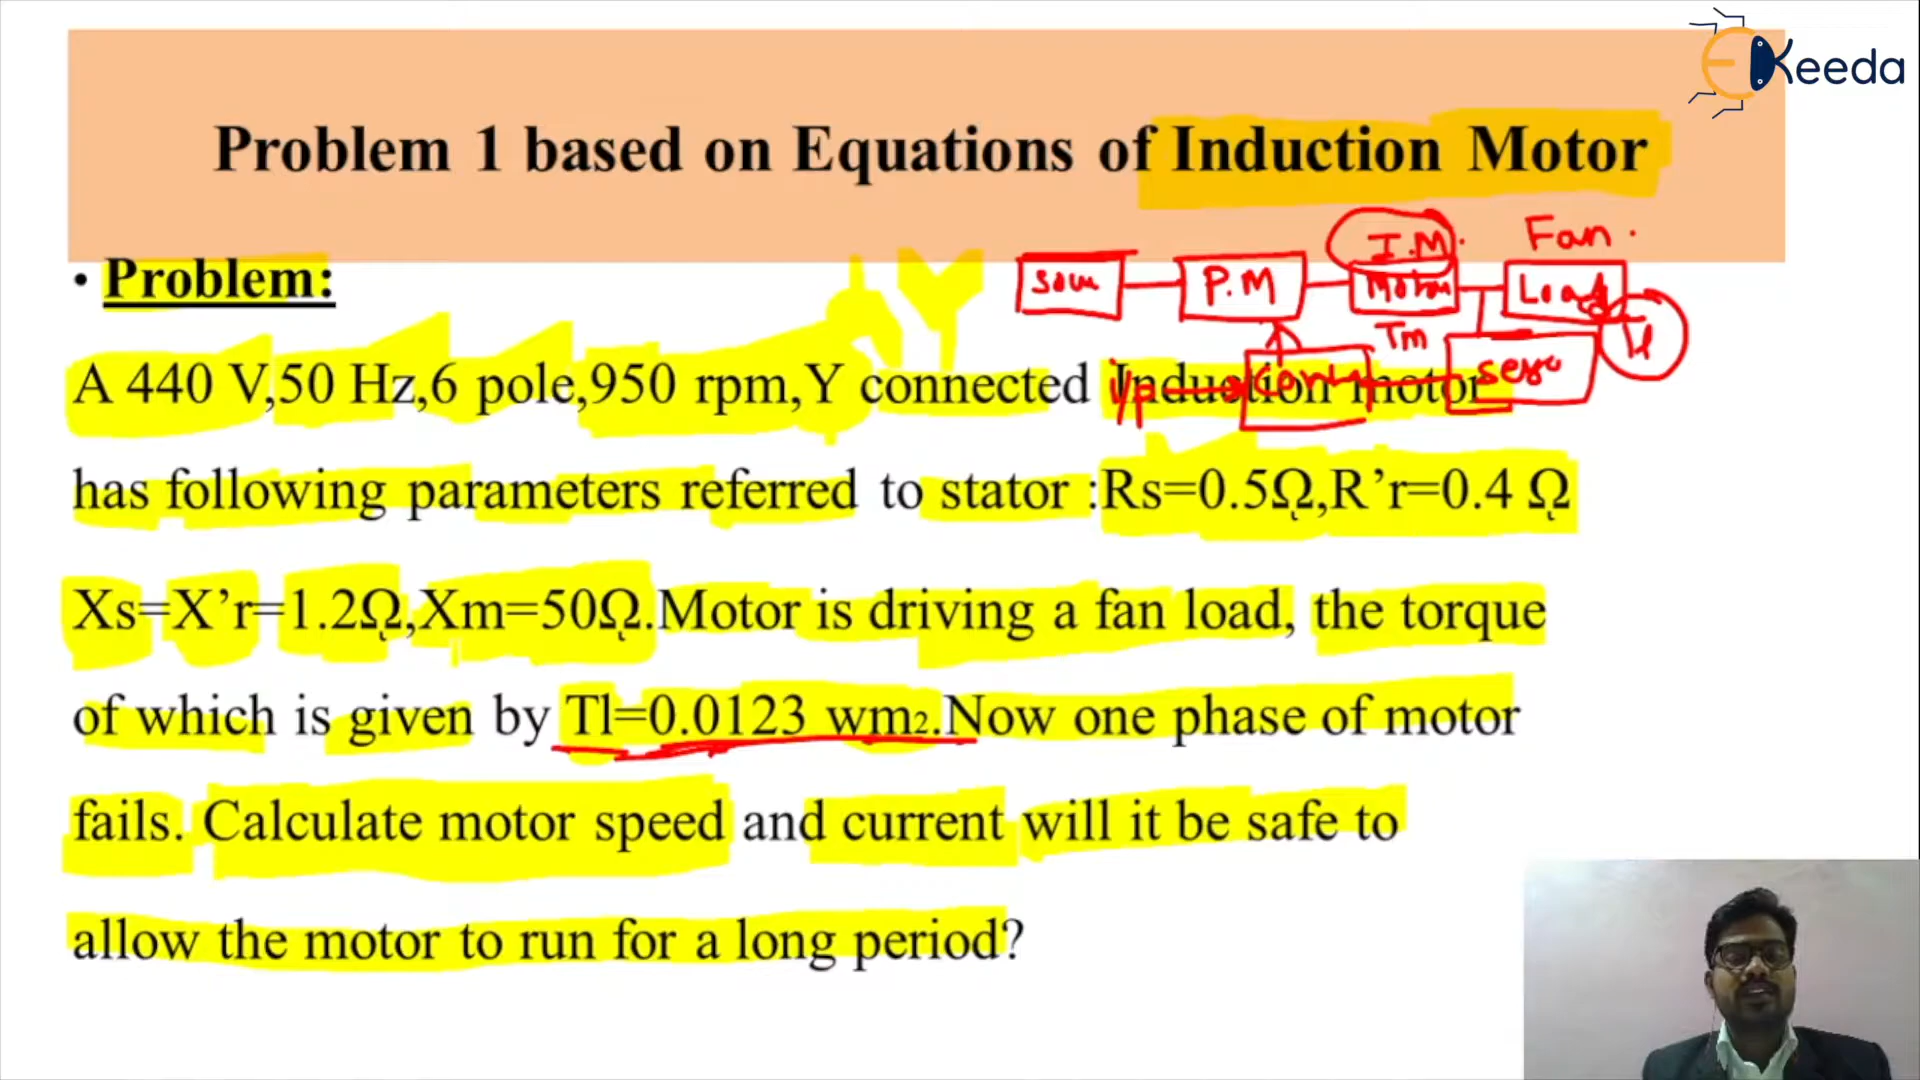 EKeeda
Problem 1 based on Equations of Induction Motor
I.M.
Fan.
• Problem:
P.M
Motor
Load
Tm
Tl
A 440 V,50 Hz,6 pole,950 rpm,Y connected Induction motor
i/p
has following parameters referred to stator :Rs=0.5Ω,R’r=0.4 Ω
Xs=X’r=1.2Ω,Xm=50Ω.Motor is driving a fan load, the torque
of which is given by Tl=0.0123 wm2.Now one phase of motor
fails. Calculate motor speed and current will it be safe to
allow the motor to run for a long period?